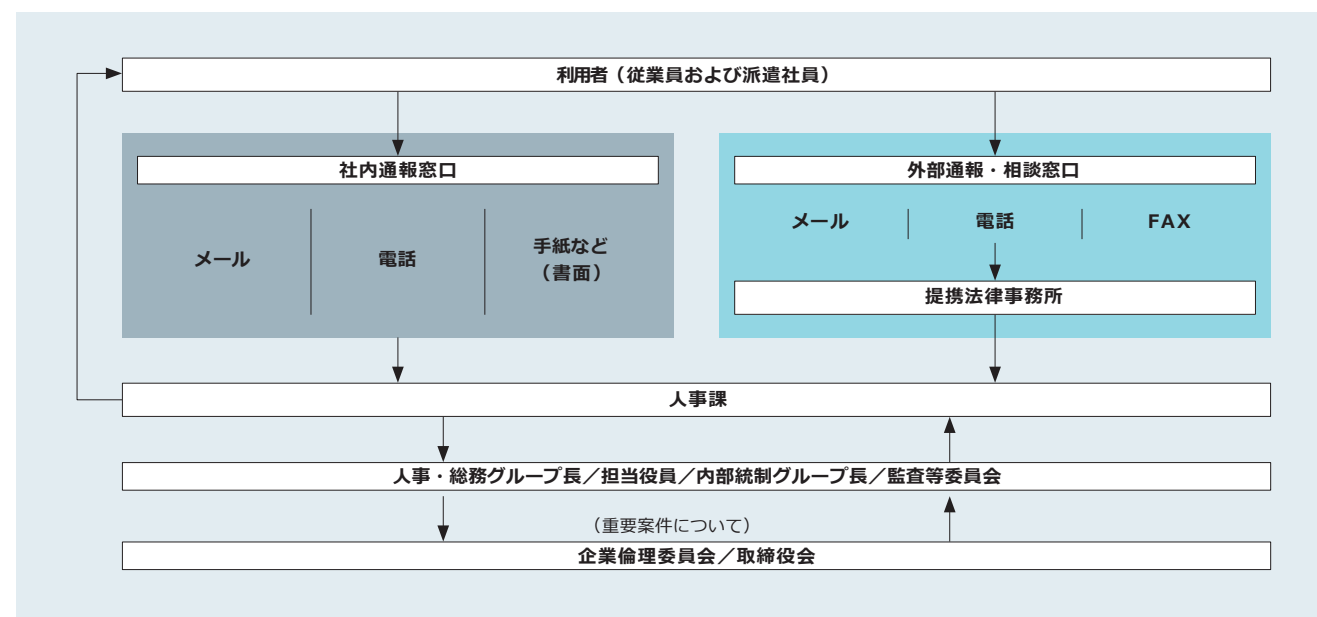 利用者（従業員および派遣社員）
社内通報窓口
メール
電話
手紙など
（書面）
外部通報・相談窓口
メール
電話
FAX
提携法律事務所
人事課
人事・総務グループ長／担当役員／内部統制グループ長／監査等委員会
（重要案件について）
企業倫理委員会／取締役会